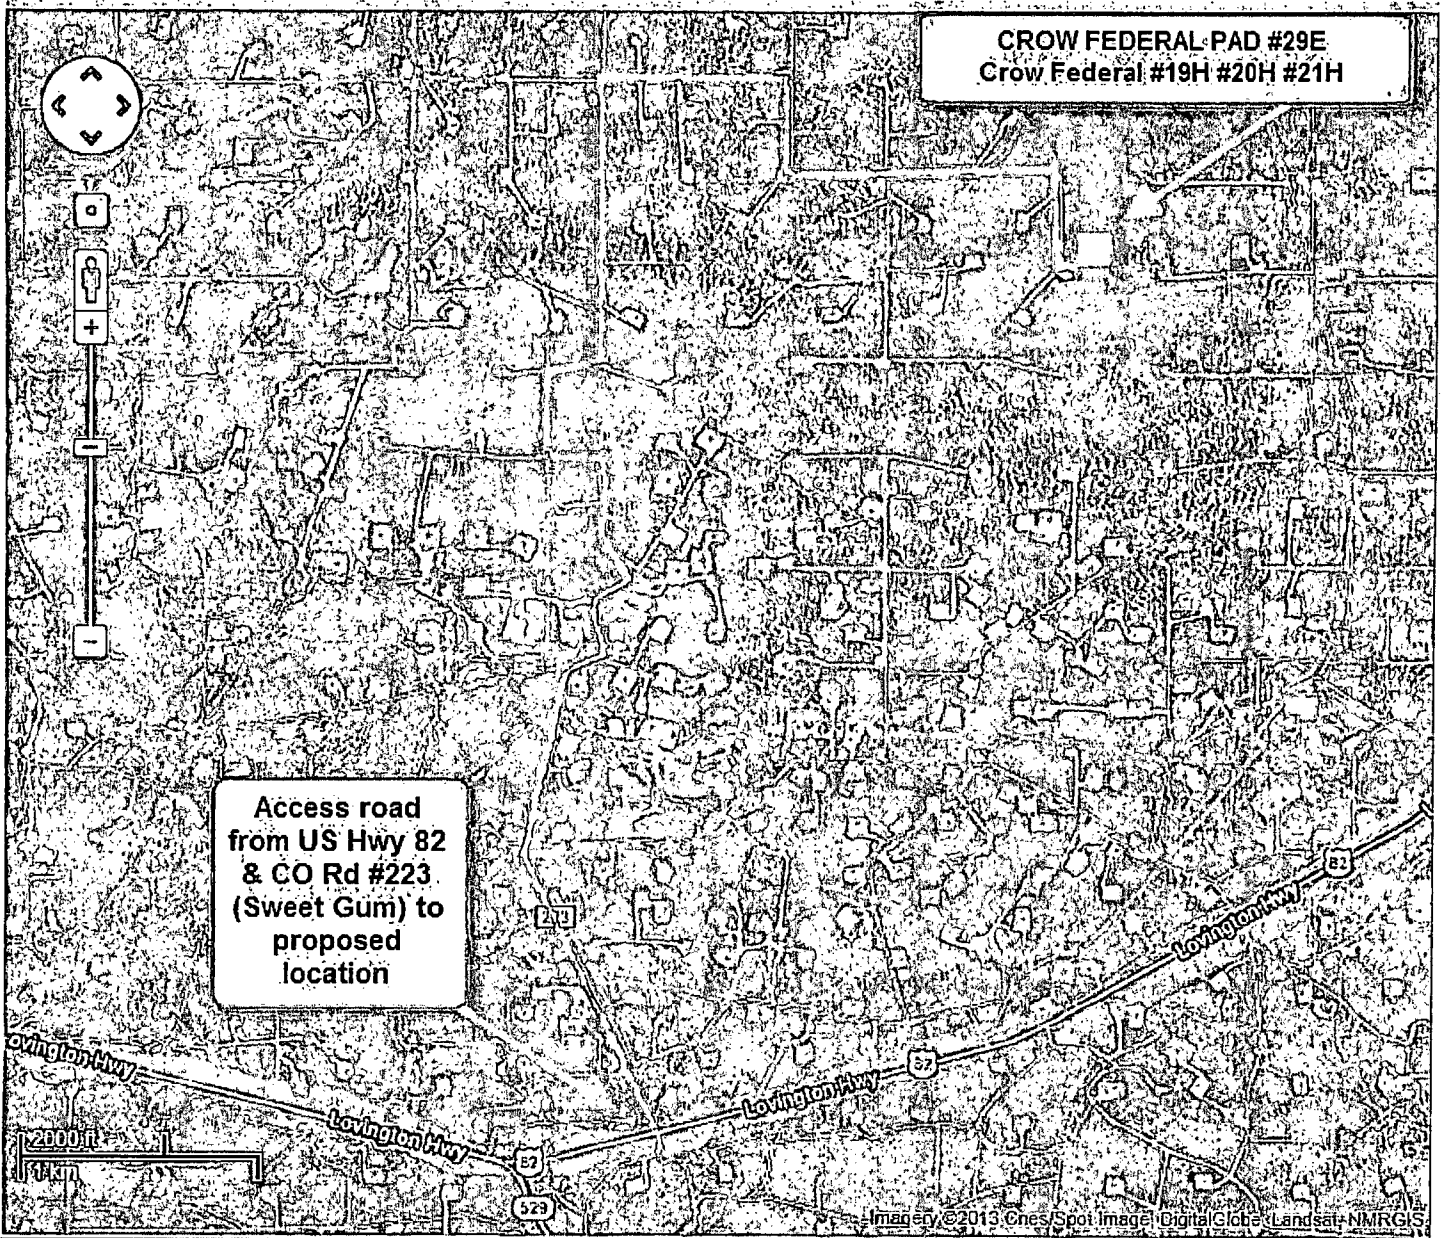 CROW FEDERAL PAD #29E
Crow Federal #19H #20H #21H
+
−
−
Access road
from US Hwy 82
& CO Rd #223
(Sweet Gum) to
proposed
location
82
Lovington Hwy
ovington Hwy
Lovington Hwy
82
Lovington Hwy
82
529
2000 ft
1 km
Imagery ©2013 Cnes/Spot Image, DigitalGlobe, Landsat, NMRGIS